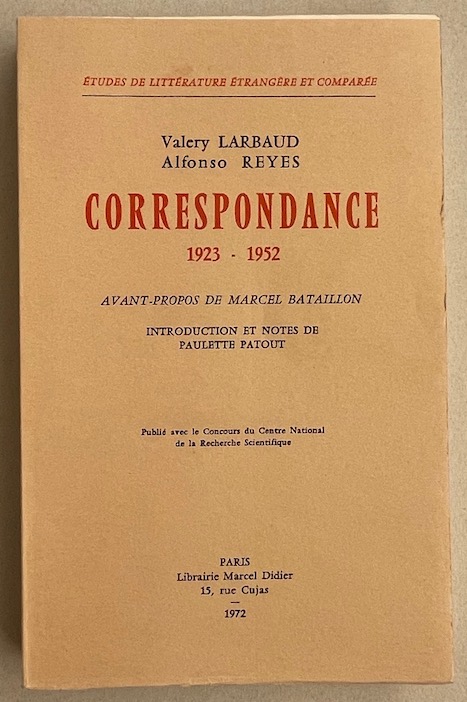 ÉTUDES DE LITTÉRATURE ÉTRANGÈRE ET COMPARÉE
Valery LARBAUD
Alfonso REYES
CORRESPONDANCE
1923 - 1952
AVANT-PROPOS DE MARCEL BATAILLON
INTRODUCTION ET NOTES DE
PAULETTE PATOUT
Publié avec le Concours du Centre National
de la Recherche Scientifique
PARIS
Librairie Marcel Didier
15, rue Cujas
—
1972